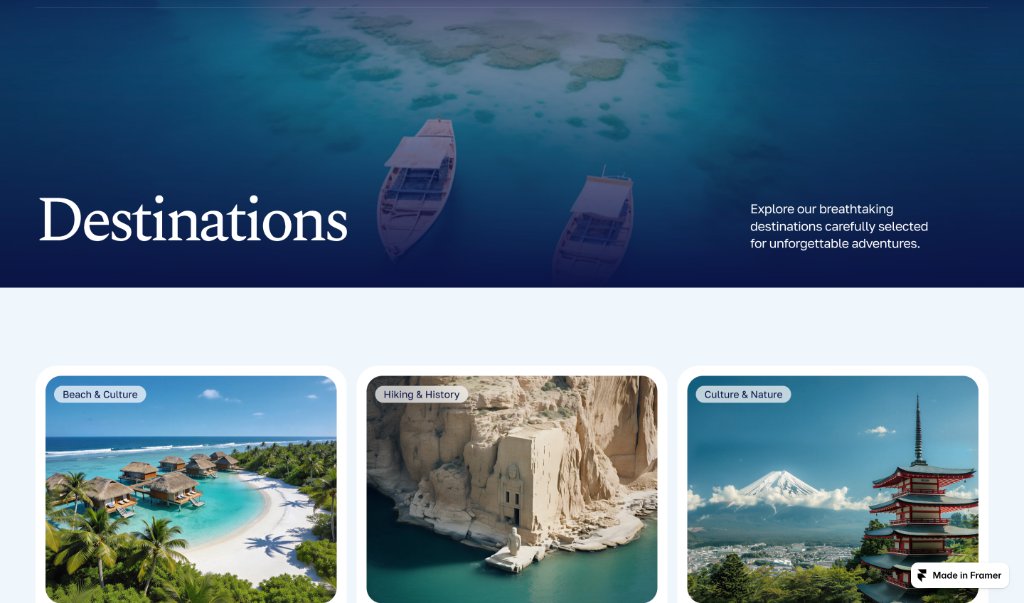 Destinations
Explore our breathtaking
destinations carefully selected
for unforgettable adventures.
Beach & Culture
Hiking & History
Culture & Nature
Made in Framer